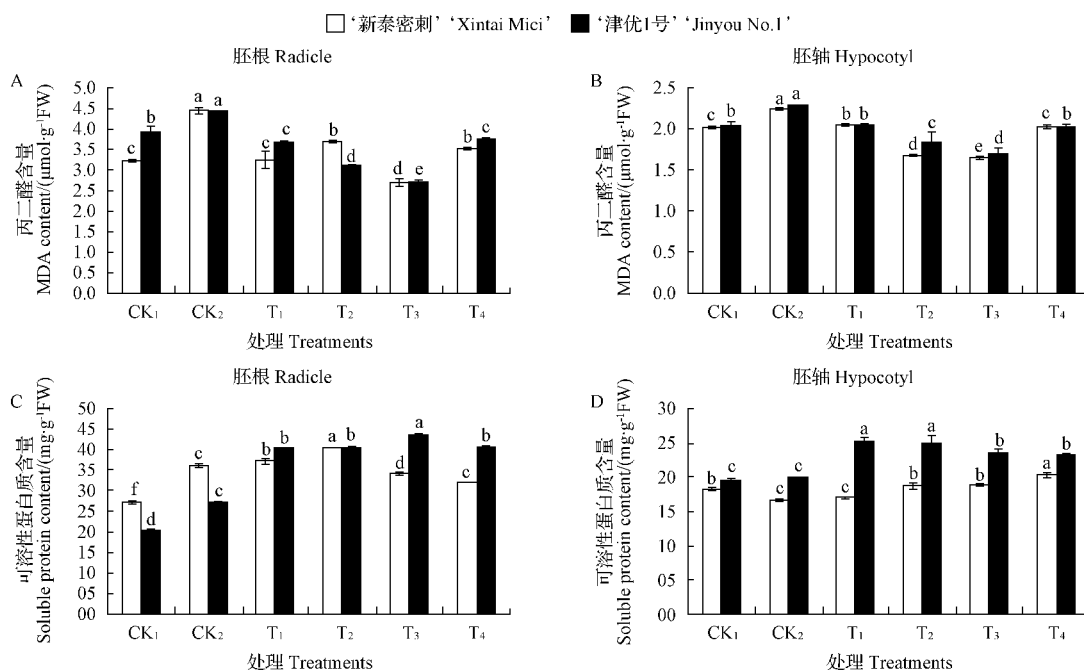 ‘新泰密刺’ ‘Xintai Mici’ ‘津优1号’ ‘Jinyou No.1’
胚根 Radicle
A
丙二醛含量
MDA content/(μmol·g⁻¹FW)
5.0
4.5
4.0
3.5
3.0
2.5
2.0
1.5
1.0
0.5
0.0
c b a a c c b d d e b c
CK₁ CK₂ T₁ T₂ T₃ T₄
处理 Treatments
胚轴 Hypocotyl
B
丙二醛含量
MDA content/(μmol·g⁻¹FW)
2.5
2.0
1.5
1.0
0.5
0.0
c b a a b b d c e d c b
CK₁ CK₂ T₁ T₂ T₃ T₄
处理 Treatments
胚根 Radicle
C
可溶性蛋白质含量
Soluble protein content/(mg·g⁻¹FW)
50
45
40
35
30
25
20
15
10
05
00
f d c c b b a b d a e b
CK₁ CK₂ T₁ T₂ T₃ T₄
处理 Treatments
胚轴 Hypocotyl
D
可溶性蛋白质含量
Soluble protein content/(mg·g⁻¹FW)
30
25
20
15
10
05
00
b c c c c a b a b b a b
CK₁ CK₂ T₁ T₂ T₃ T₄
处理 Treatments